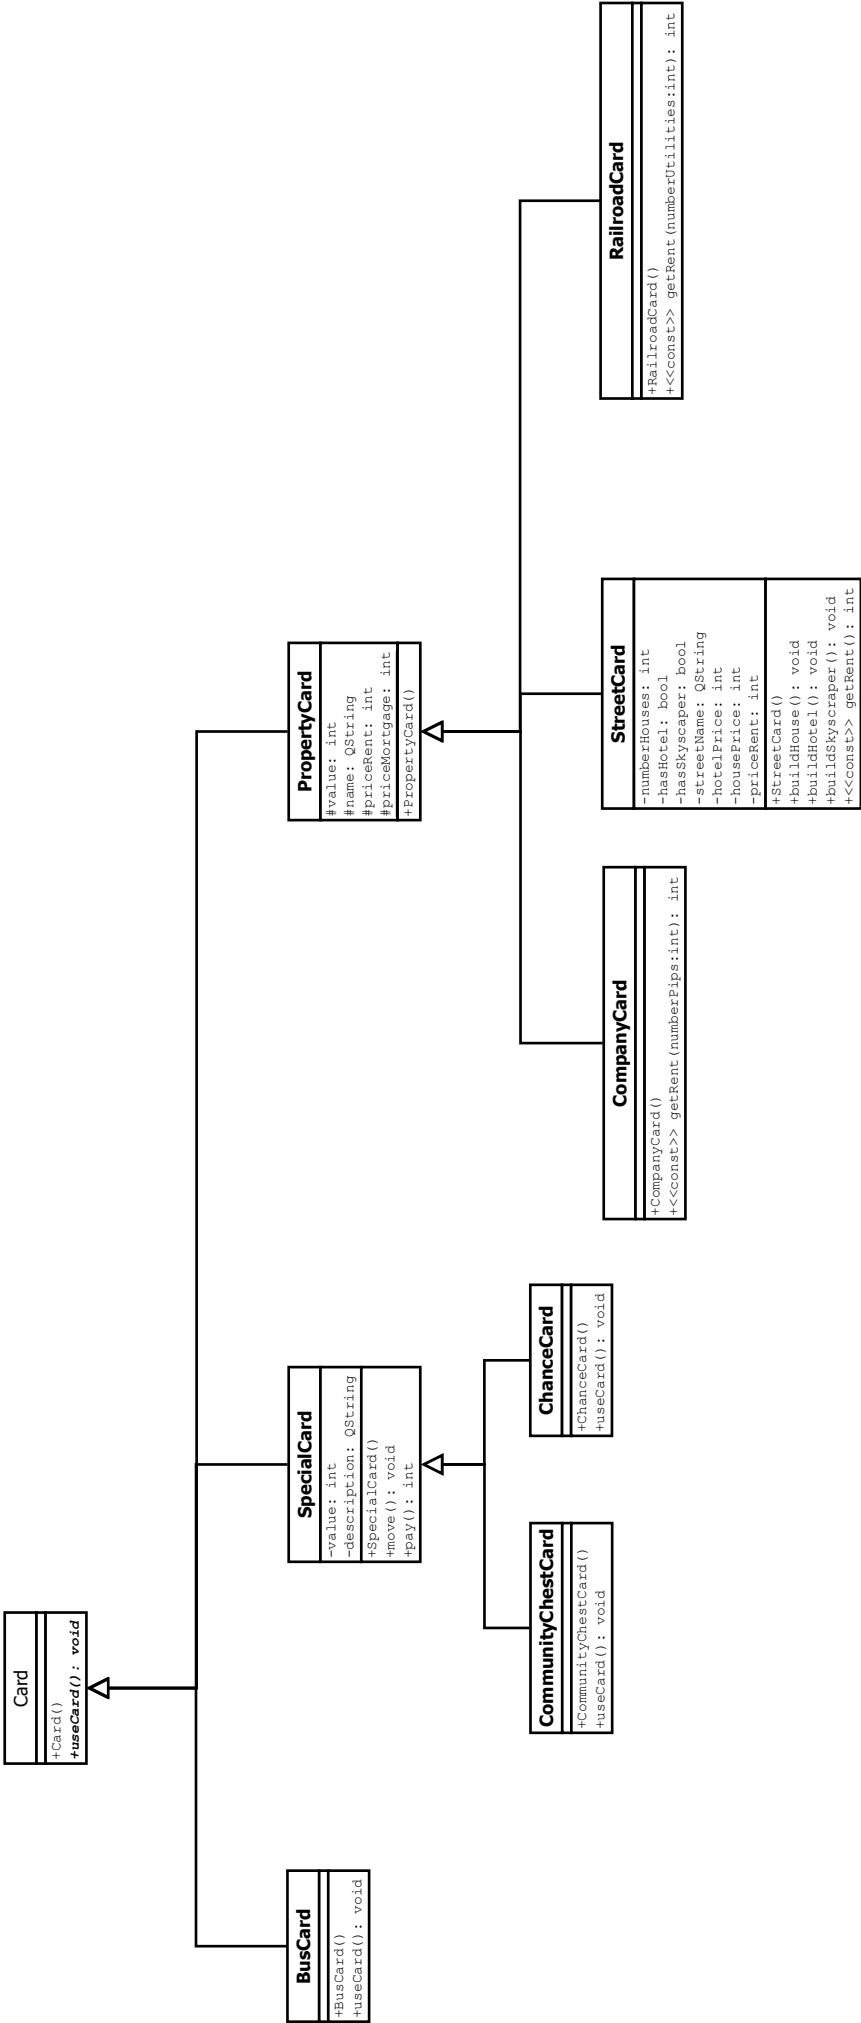 Card
+Card()
+useCard(): void
BusCard
+BusCard()
+useCard(): void
SpecialCard
-value: int
-description: QString
+SpecialCard()
+move(): void
+pay(): int
PropertyCard
#value: int
#name: QString
#priceRent: int
#priceMortgage: int
+PropertyCard()
CommunityChestCard
+CommunityChestCard()
+useCard(): void
ChanceCard
+ChanceCard()
+useCard(): void
CompanyCard
+CompanyCard()
+<<const>> getRent(numberPips:int): int
StreetCard
-numberHouses: int
-hasHotel: bool
-hasSkyscaper: bool
-streetName: QString
-hotelPrice: int
-housePrice: int
-priceRent: int
+StreetCard()
+buildHouse(): void
+buildHotel(): void
+buildSkyscraper(): void
+<<const>> getRent(): int
RailroadCard
+RailroadCard()
+<<const>> getRent(numberUtilities:int): int